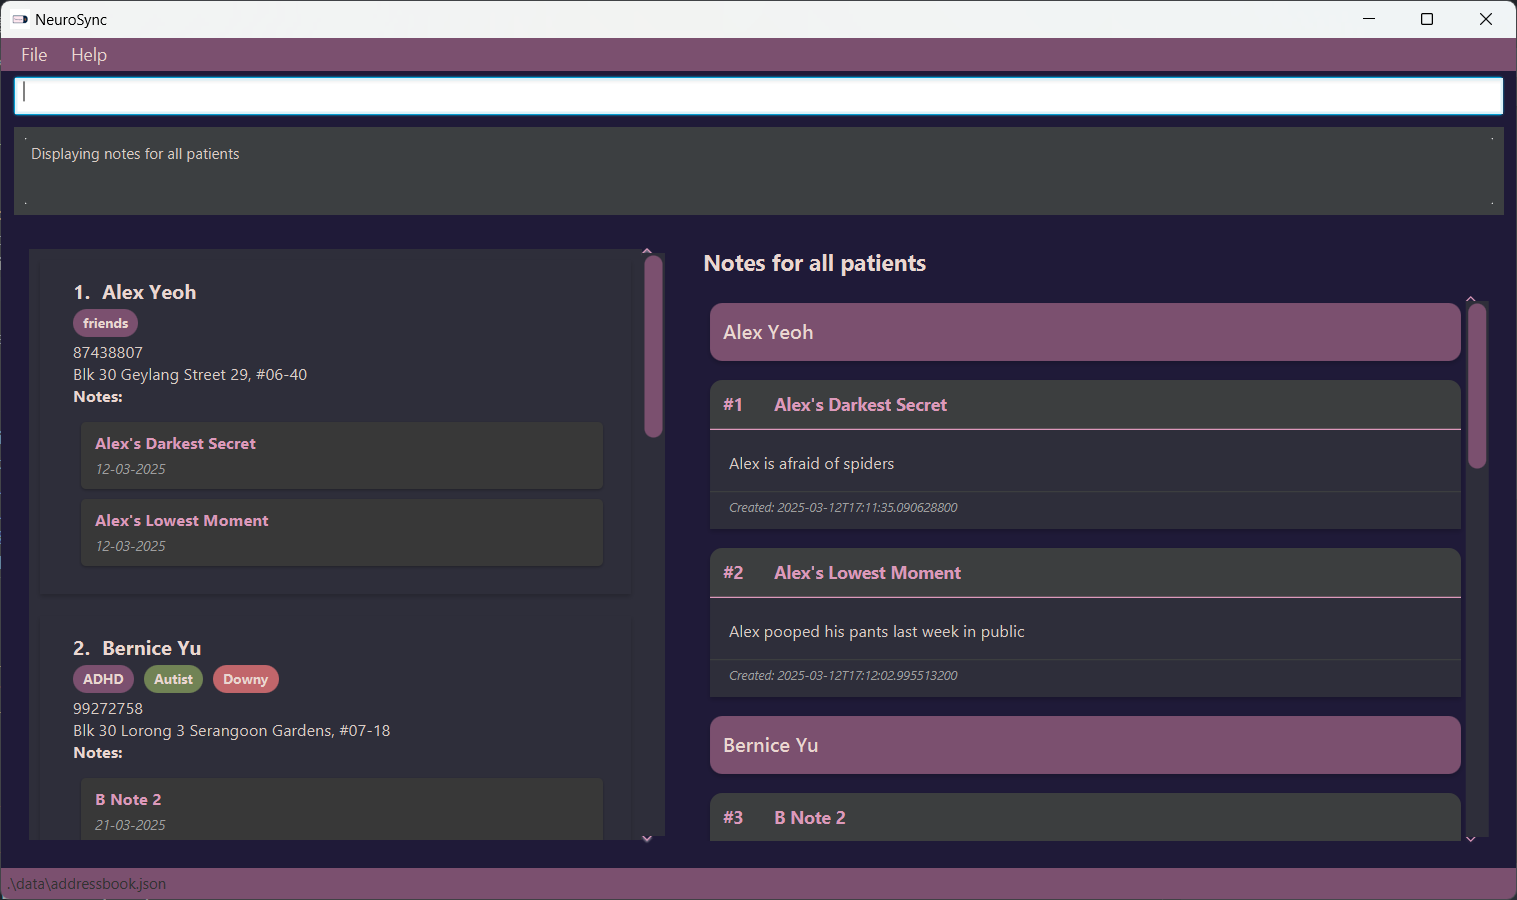 NeuroSync
File Help
Displaying notes for all patients
1. Alex Yeoh
friends
87438807
Blk 30 Geylang Street 29, #06-40
Notes:
Alex's Darkest Secret
12-03-2025
Alex's Lowest Moment
12-03-2025
2. Bernice Yu
ADHD Autist Downy
99272758
Blk 30 Lorong 3 Serangoon Gardens, #07-18
Notes:
B Note 2
21-03-2025
Notes for all patients
Alex Yeoh
#1 Alex's Darkest Secret
Alex is afraid of spiders
Created: 2025-03-12T17:11:35.090628800
#2 Alex's Lowest Moment
Alex pooped his pants last week in public
Created: 2025-03-12T17:12:02.995513200
Bernice Yu
#3 B Note 2
.\data\addressbook.json